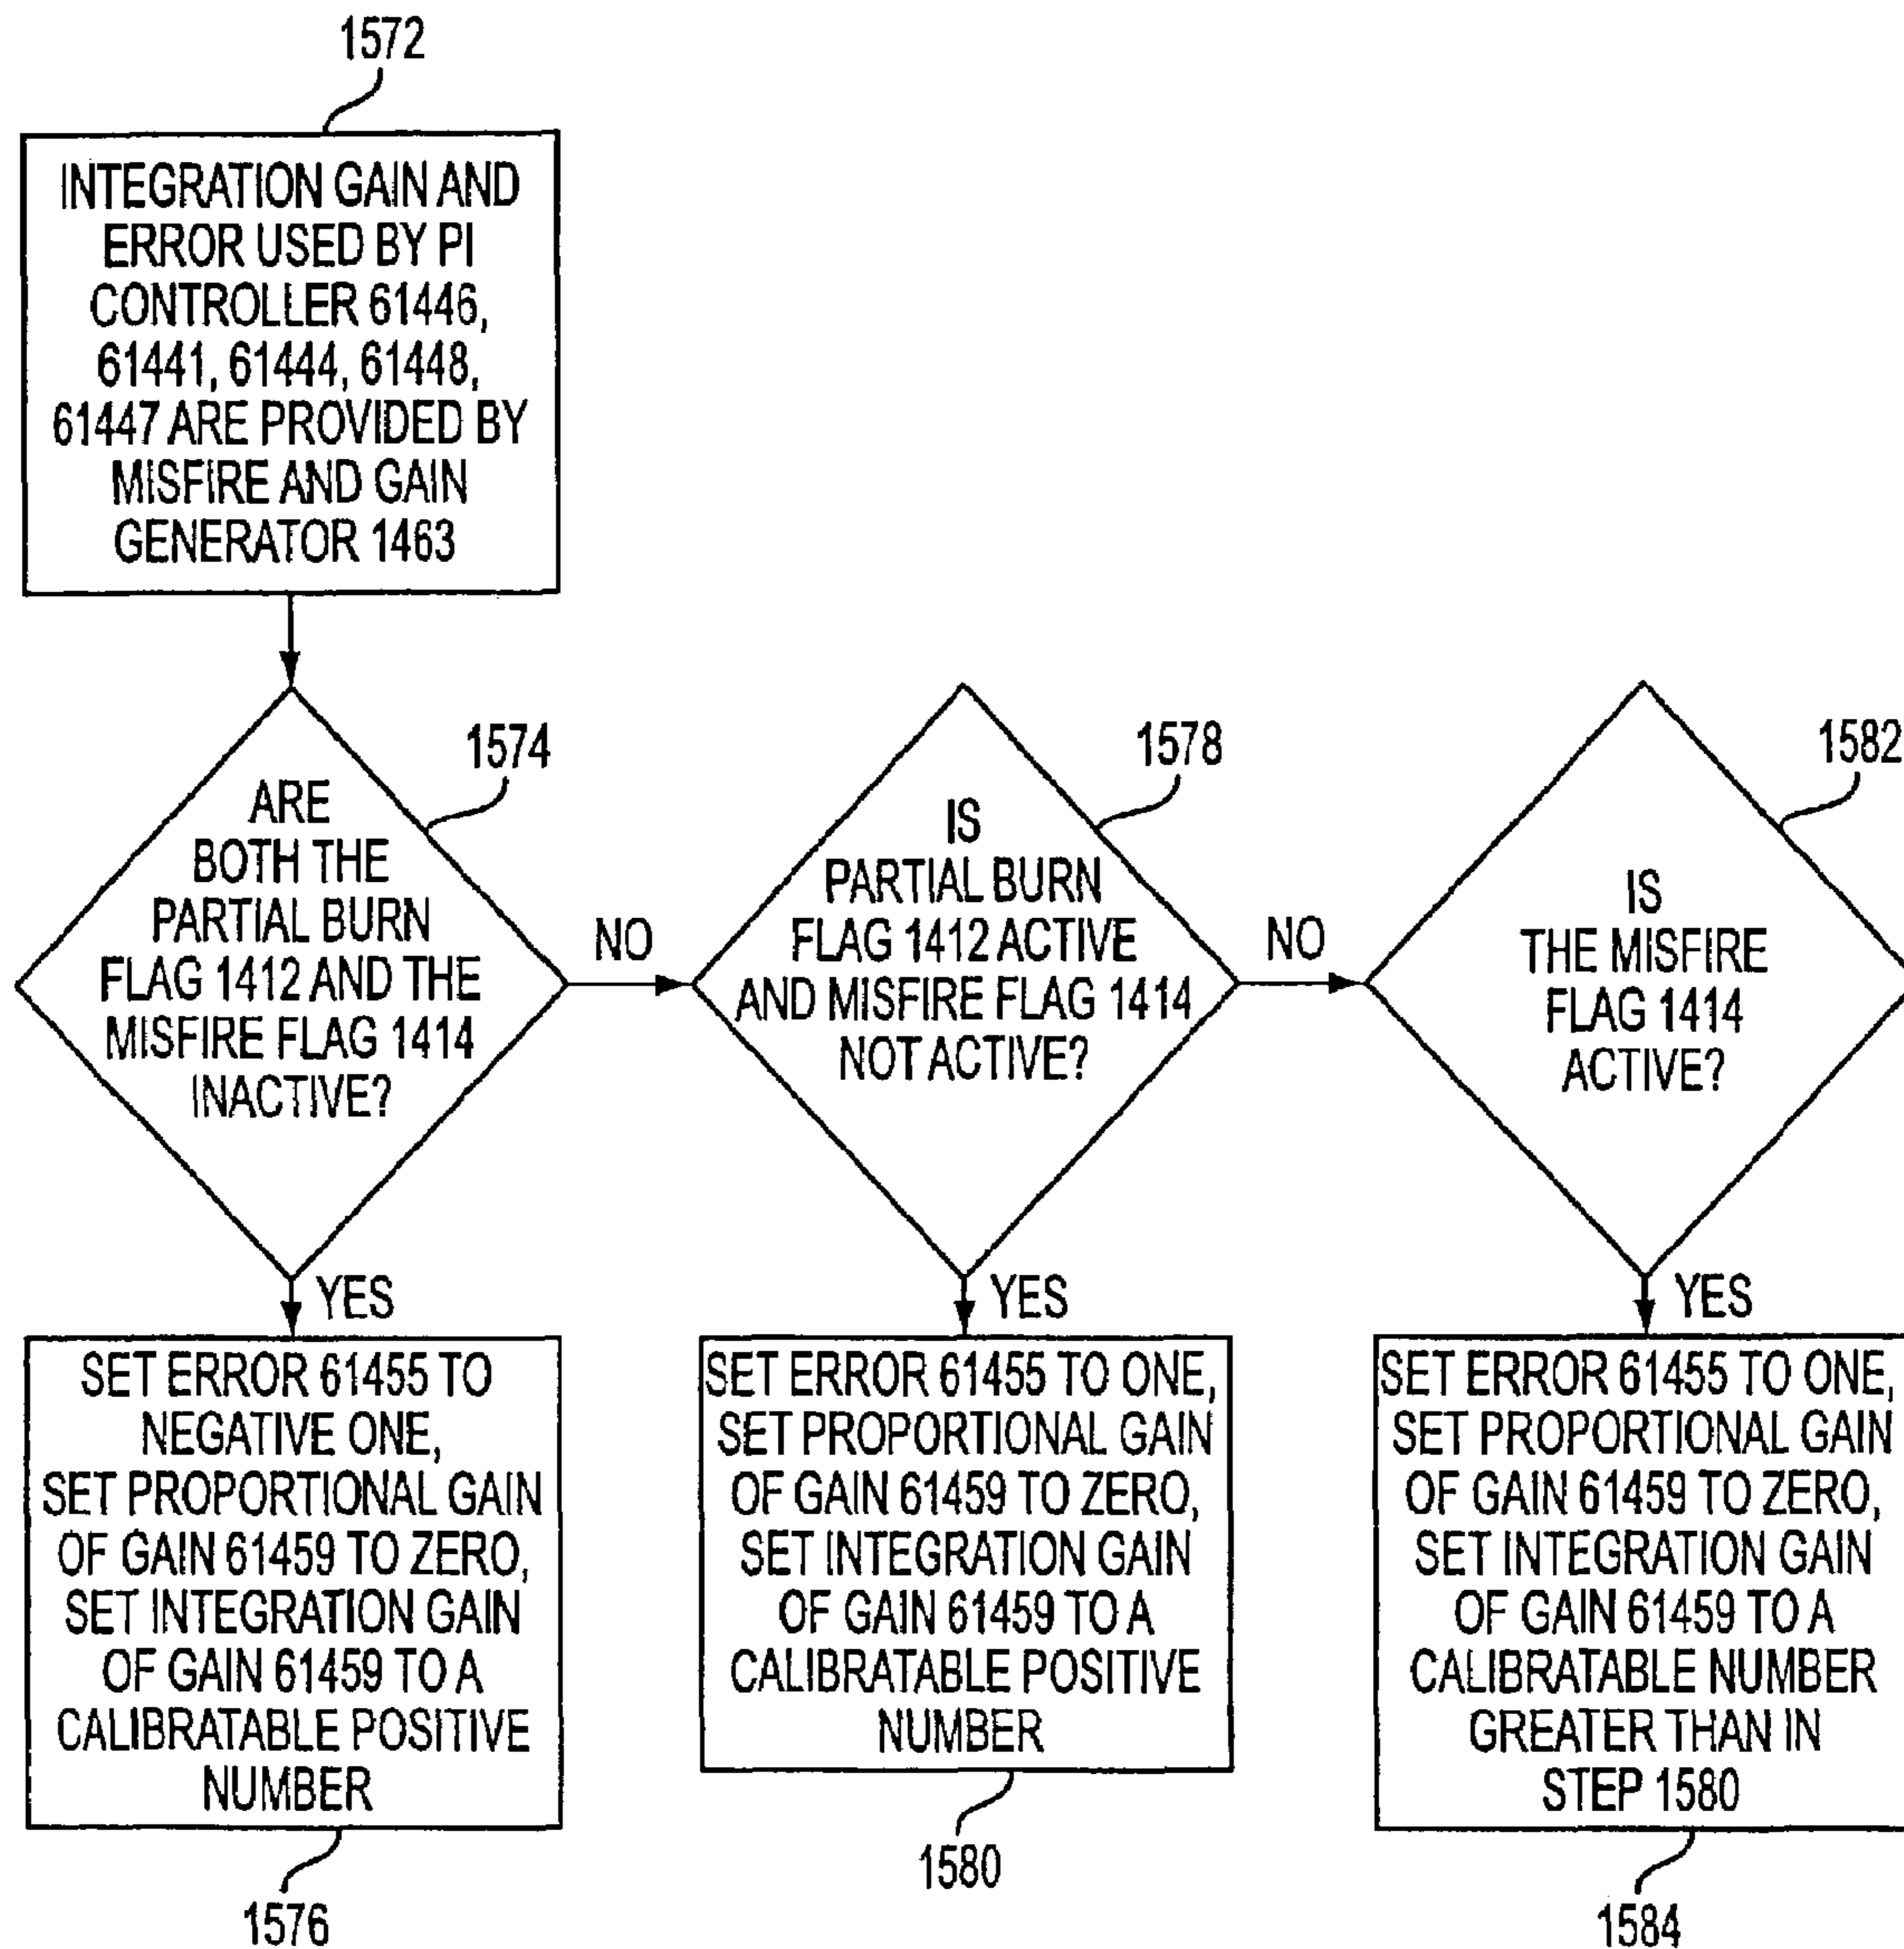 1572
INTEGRATION GAIN AND
ERROR USED BY PI
CONTROLLER 61446,
61441, 61444, 61448,
61447 ARE PROVIDED BY
MISFIRE AND GAIN
GENERATOR 1463
1574
ARE
BOTH THE
PARTIAL BURN
FLAG 1412 AND THE
MISFIRE FLAG 1414
INACTIVE?
NO
1578
IS
PARTIAL BURN
FLAG 1412 ACTIVE
AND MISFIRE FLAG 1414
NOT ACTIVE?
NO
1582
IS
THE MISFIRE
FLAG 1414
ACTIVE?
YES
SET ERROR 61455 TO
NEGATIVE ONE,
SET PROPORTIONAL GAIN
OF GAIN 61459 TO ZERO,
SET INTEGRATION GAIN
OF GAIN 61459 TO A
CALIBRATABLE POSITIVE
NUMBER
1576
YES
SET ERROR 61455 TO ONE,
SET PROPORTIONAL GAIN
OF GAIN 61459 TO ZERO,
SET INTEGRATION GAIN
OF GAIN 61459 TO A
CALIBRATABLE POSITIVE
NUMBER
1580
YES
SET ERROR 61455 TO ONE,
SET PROPORTIONAL GAIN
OF GAIN 61459 TO ZERO,
SET INTEGRATION GAIN
OF GAIN 61459 TO A
CALIBRATABLE NUMBER
GREATER THAN IN
STEP 1580
1584